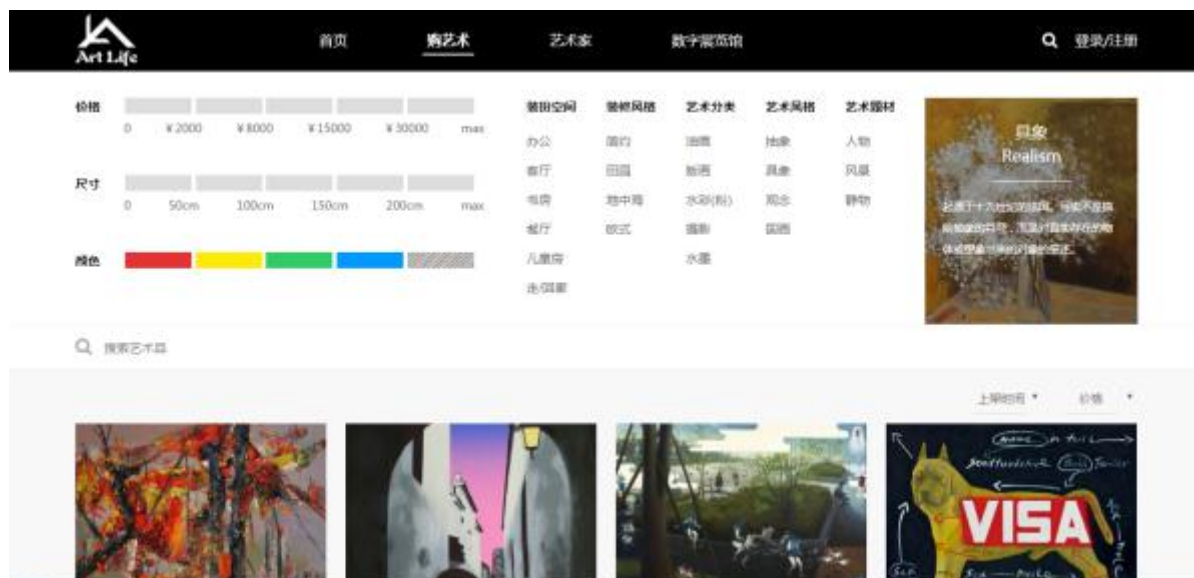 Art Life
首页 购艺术 艺术家 数字展览馆 登录/注册
价格
0 ¥2000 ¥8000 ¥15000 ¥30000 max
尺寸
0 50cm 100cm 150cm 200cm max
颜色
装修风格 艺术分类 艺术风格 艺术题材
办公 简约 油画 抽象 人物
客厅 田园 版画 具象 风景
书房 地中海 水彩(粉) 观念 静物
餐厅 欧式 摄影 国画
儿童房 水墨
具象
Realism
搜索艺术品
上架时间 价格
VISA